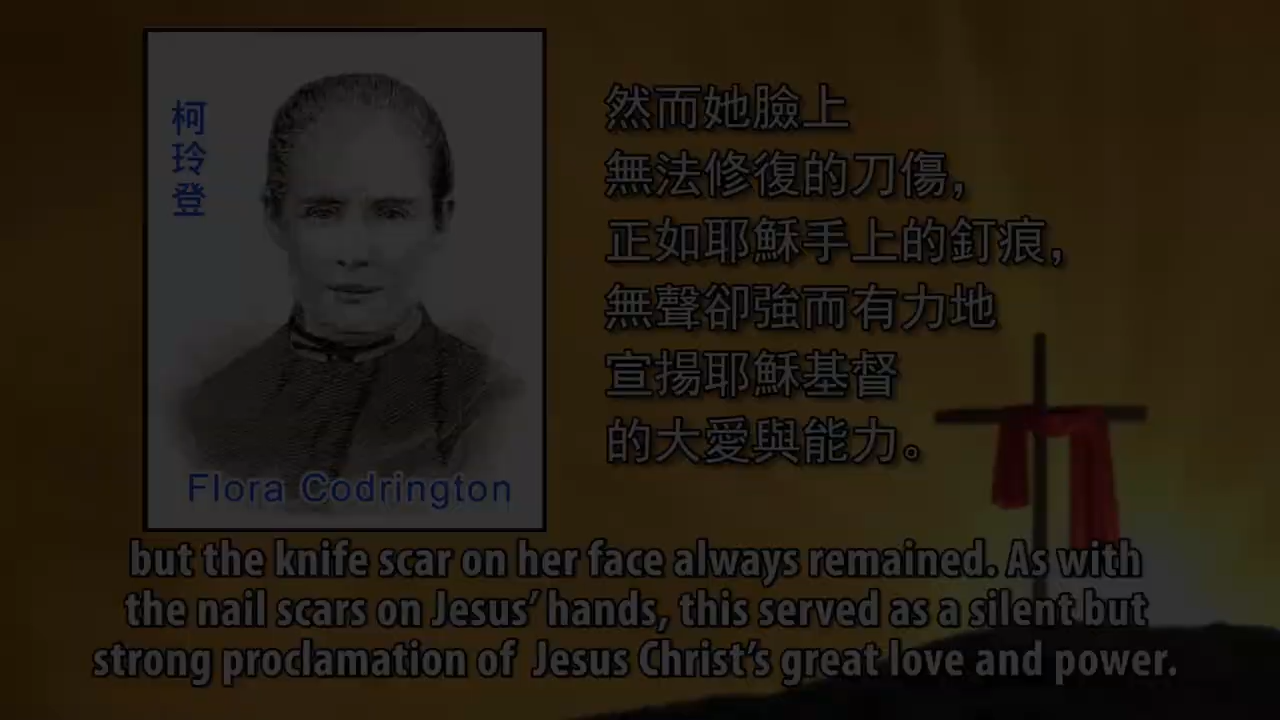 柯玲登
Flora Codrington
然而她臉上
無法修復的刀傷，
正如耶穌手上的釘痕，
無聲卻強而有力地
宣揚耶穌基督
的大愛與能力。
but the knife scar on her face always remained. As with
the nail scars on Jesus’ hands, this served as a silent but
strong proclamation of Jesus Christ’s great love and power.